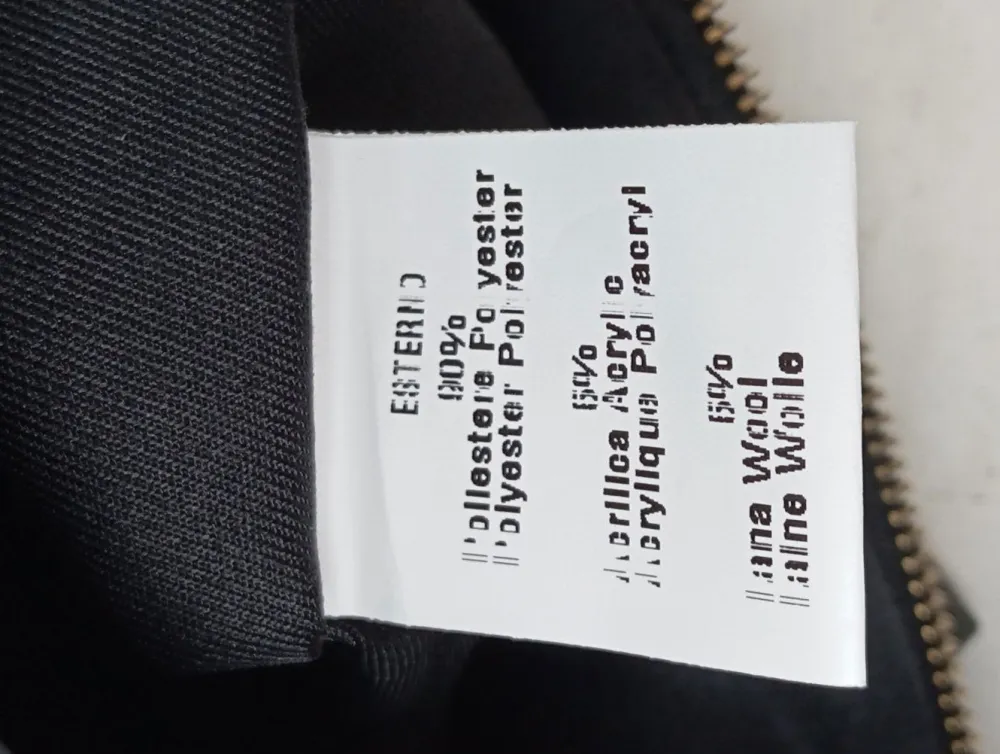 ESTERNO
90%
Poliestere Polyester
Polyester Polyester
5%
Acrilica Acrylic
Acrylique Polyacryl
5%
Lana Wool
Laine Wolle